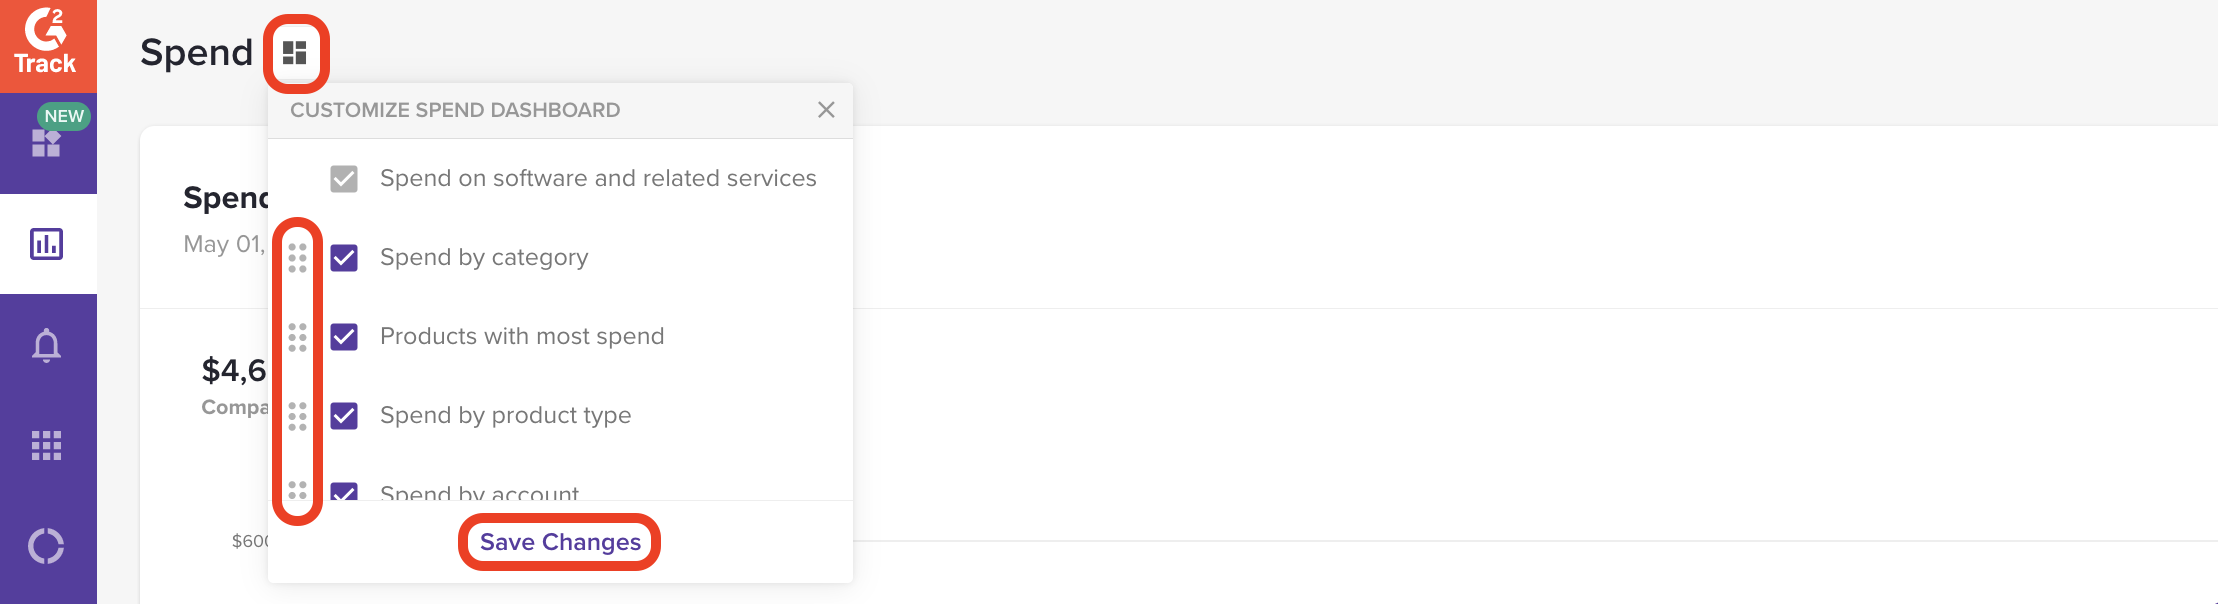 G2
Track
Spend
NEW
CUSTOMIZE SPEND DASHBOARD
Spend on software and related services
Spend
May 01,
Spend by category
Products with most spend
$4,6
Compa
Spend by product type
Spend by account
$600
Save Changes